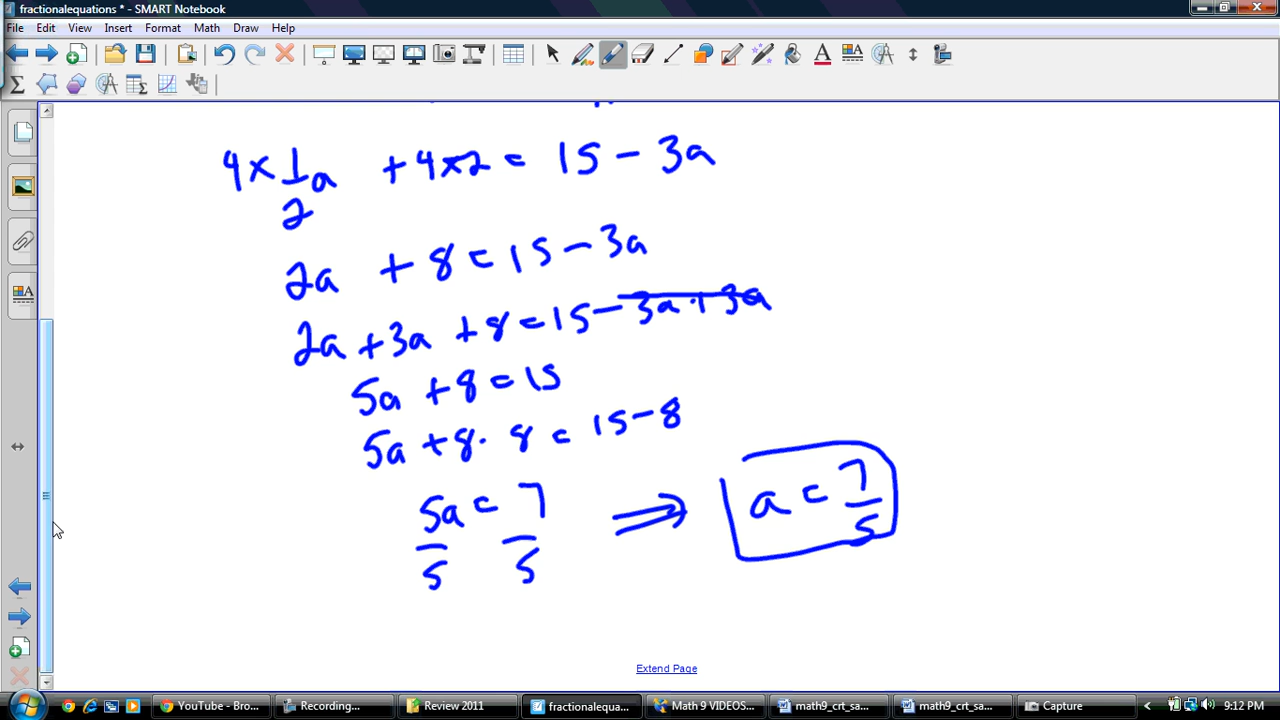 fractionalequations * - SMART Notebook
File Edit View Insert Format Math Draw Help
4 × 1/2 a + 4×2 = 15 - 3a
2a + 8 = 15 - 3a
2a + 3a + 8 = 15 - 3a + 3a
5a + 8 = 15
5a + 8 - 8 = 15 - 8
5a/5 = 7/5 ⟹ a = 7/5
Extend Page
YouTube - Bro... Recording... Review 2011 fractionalequa... Math 9 VIDEOS... math9_crt_sa... math9_crt_sa... Capture 9:12 PM